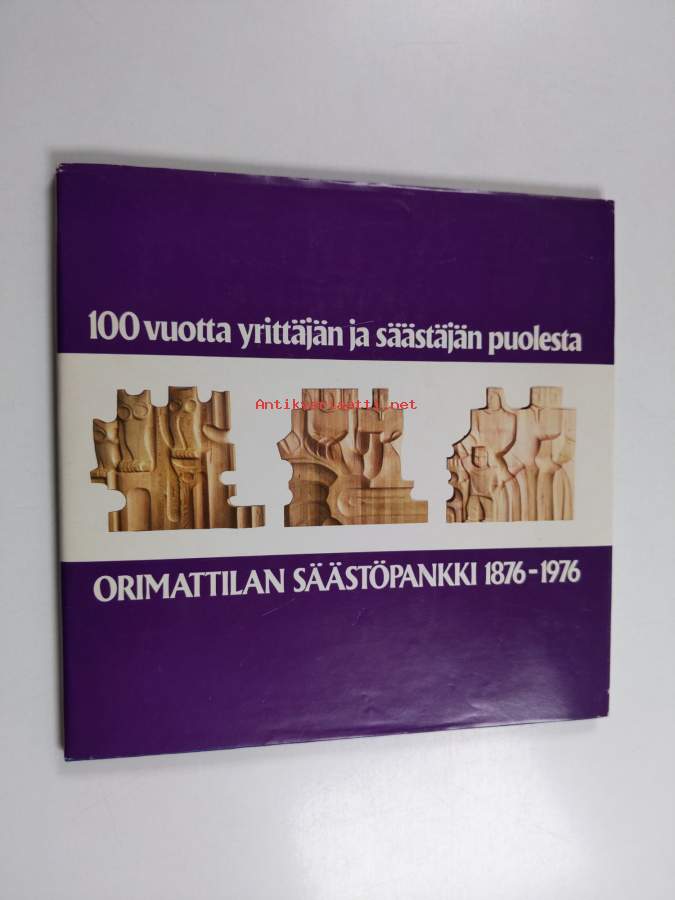 100 vuotta yrittäjän ja säästäjän puolesta
Antikvariaatti.net
ORIMATTILAN SÄÄSTÖPANKKI 1876-1976